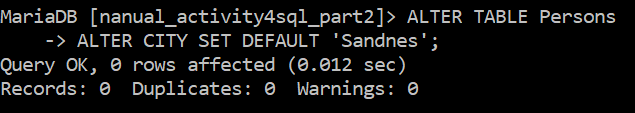 MariaDB [nanual_activity4sql_part2]> ALTER TABLE Persons
    -> ALTER CITY SET DEFAULT 'Sandnes';
Query OK, 0 rows affected (0.012 sec)
Records: 0  Duplicates: 0  Warnings: 0